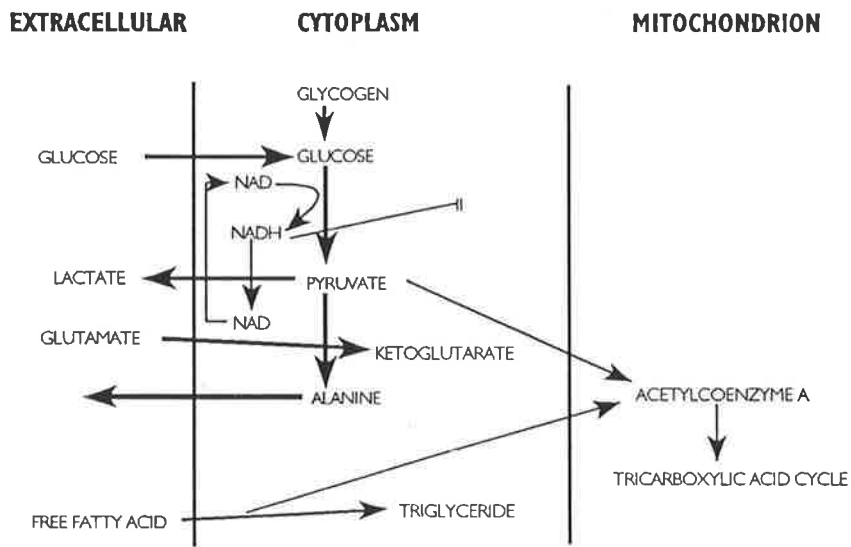 EXTRACELLULAR CYTOPLASM MITOCHONDRION
GLYCOGEN
GLUCOSE GLUCOSE
NAD
NADH
LACTATE PYRUVATE
NAD
GLUTAMATE KETOGLUTARATE
ALANINE ACETYLCOENZYME A
TRICARBOXYLIC ACID CYCLE
FREE FATTY ACID TRIGLYCERIDE